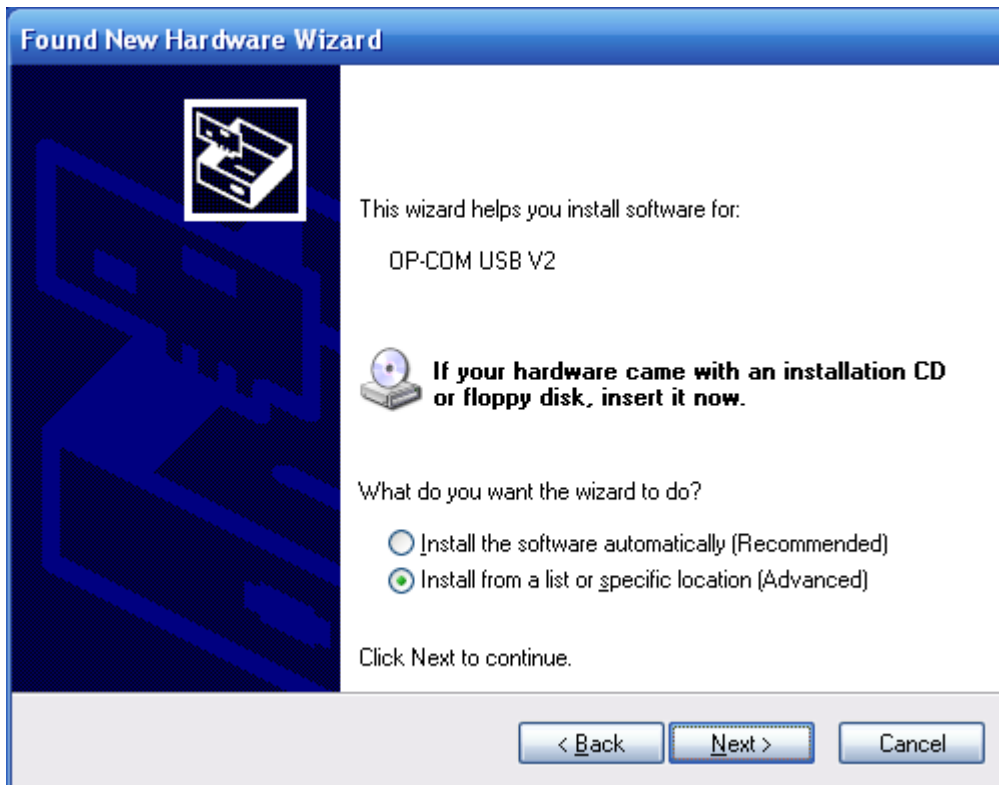 Found New Hardware Wizard
This wizard helps you install software for:
OP-COM USB V2
If your hardware came with an installation CD
or floppy disk, insert it now.
What do you want the wizard to do?
Install the software automatically (Recommended)
Install from a list or specific location (Advanced)
Click Next to continue.
< Back Next > Cancel